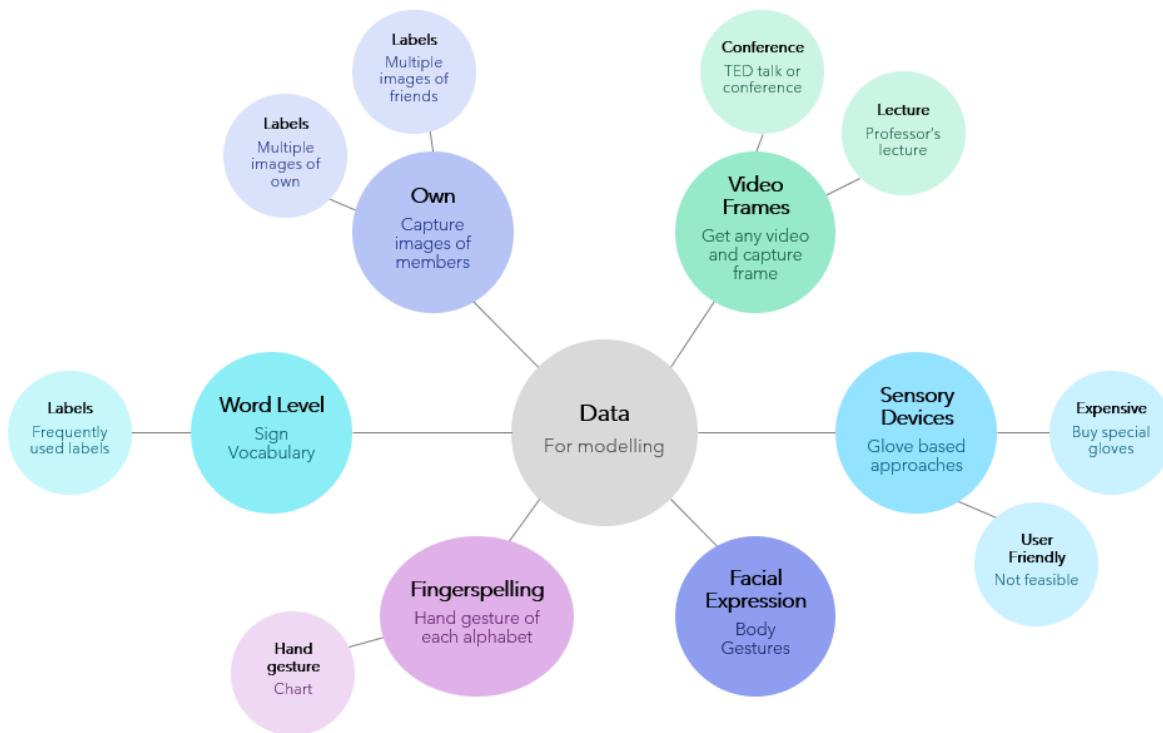 Labels
Multiple
images of
friends
Labels
Multiple
images of
own
Own
Capture
images of
members
Conference
TED talk or
conference
Lecture
Professor's
lecture
Video
Frames
Get any video
and capture
frame
Labels
Frequently
used labels
Word Level
Sign
Vocabulary
Data
For modelling
Sensory
Devices
Glove based
approaches
Expensive
Buy special
gloves
User
Friendly
Not feasible
Fingerspelling
Hand gesture of
each alphabet
Hand
gesture
Chart
Facial
Expression
Body
Gestures